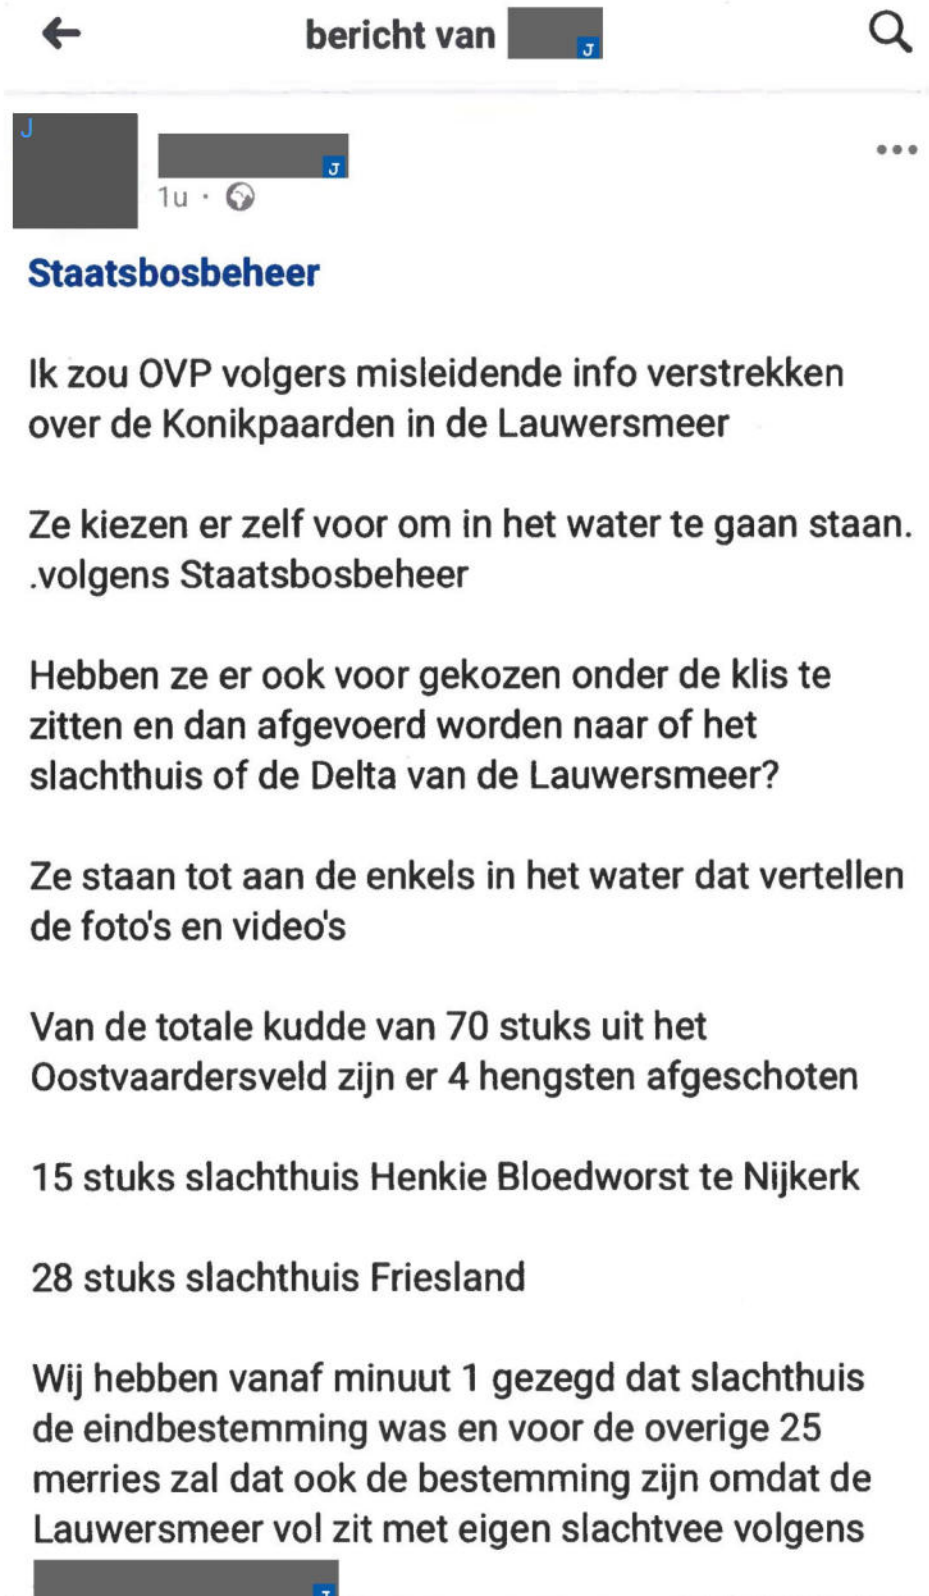 bericht van
J
J
J
1u ·
Staatsbosbeheer
Ik zou OVP volgers misleidende info verstrekken
over de Konikpaarden in de Lauwersmeer
Ze kiezen er zelf voor om in het water te gaan staan.
.volgens Staatsbosbeheer
Hebben ze er ook voor gekozen onder de klis te
zitten en dan afgevoerd worden naar of het
slachthuis of de Delta van de Lauwersmeer?
Ze staan tot aan de enkels in het water dat vertellen
de foto's en video's
Van de totale kudde van 70 stuks uit het
Oostvaardersveld zijn er 4 hengsten afgeschoten
15 stuks slachthuis Henkie Bloedworst te Nijkerk
28 stuks slachthuis Friesland
Wij hebben vanaf minuut 1 gezegd dat slachthuis
de eindbestemming was en voor de overige 25
merries zal dat ook de bestemming zijn omdat de
Lauwersmeer vol zit met eigen slachtvee volgens
J